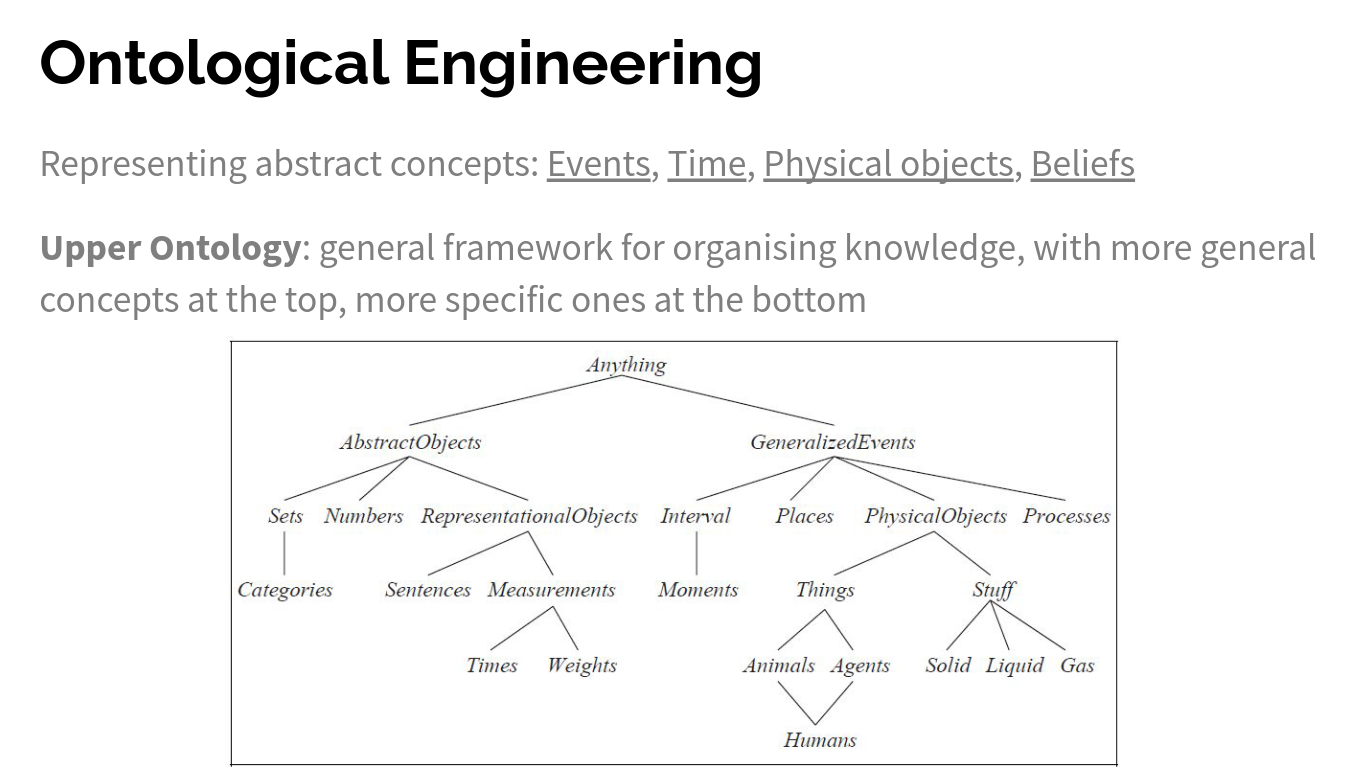 Ontological Engineering
Representing abstract concepts: Events, Time, Physical objects, Beliefs
Upper Ontology: general framework for organising knowledge, with more general
concepts at the top, more specific ones at the bottom
Anything
AbstractObjects GeneralizedEvents
Sets Numbers RepresentationalObjects Interval Places PhysicalObjects Processes
Categories Sentences Measurements Moments Things Stuff
Times Weights Animals Agents Solid Liquid Gas
Humans